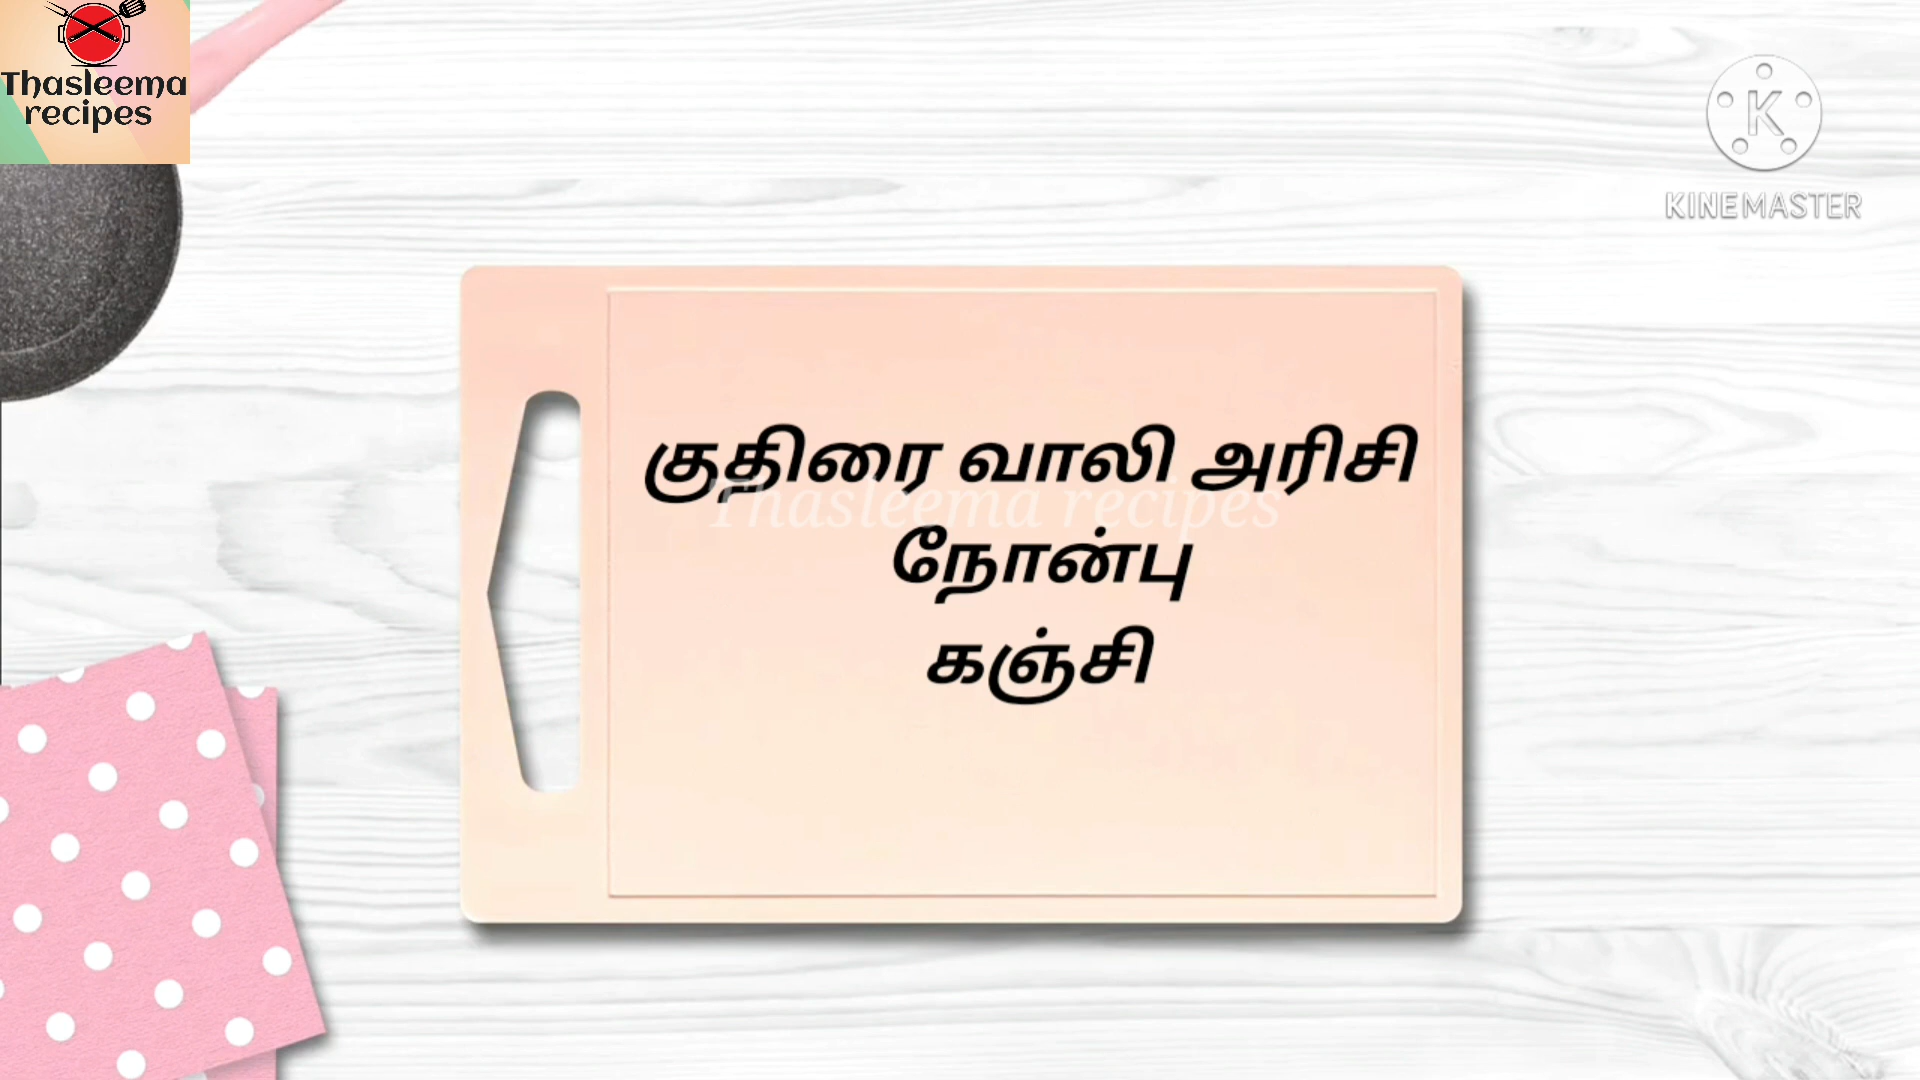 Thasleema
recipes
K
KINEMASTER
குதிரை வாலி அரிசி
Thasleema recipes
நோன்பு
கஞ்சி